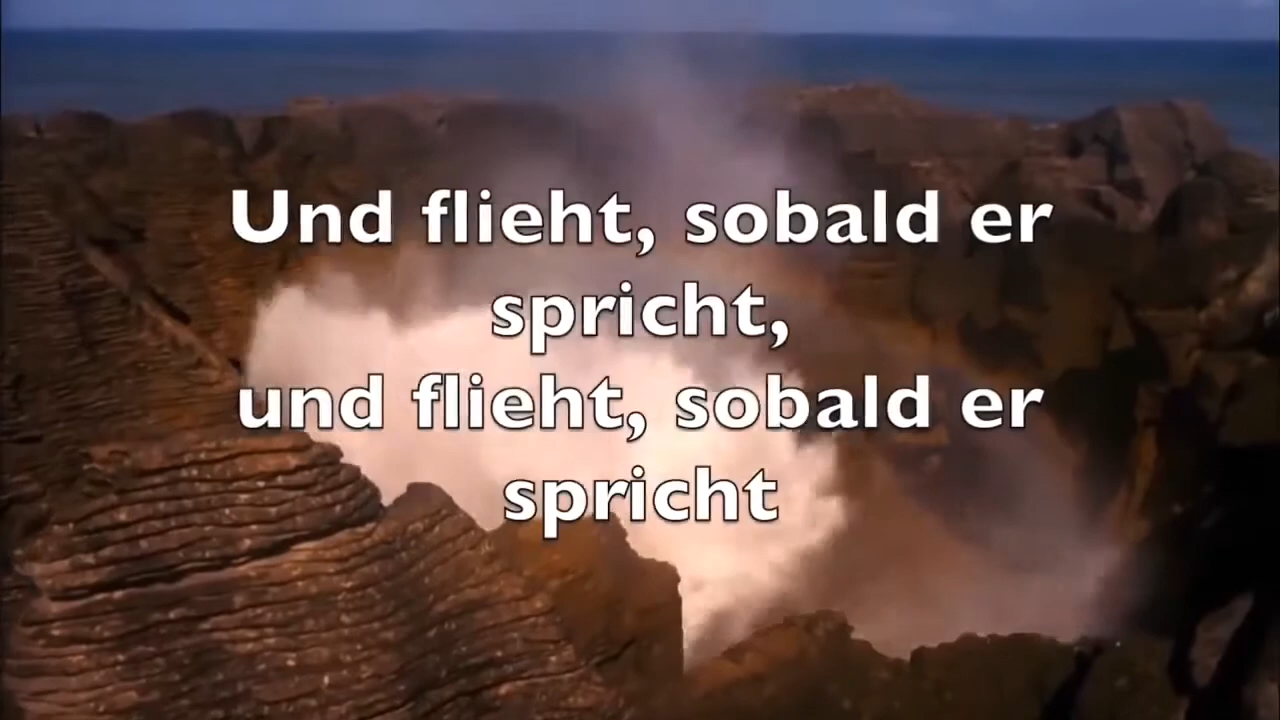 Und flieht, sobald er
spricht,
und flieht, sobald er
spricht